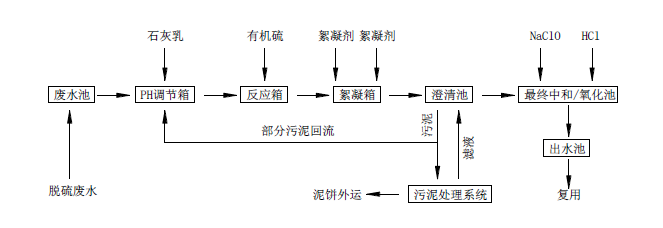 石灰乳 有机硫 絮凝剂 絮凝剂 NaClO HCl
废水池 PH调节箱 反应箱 絮凝箱 澄清池 最终中和/氧化池
部分污泥回流 污泥 滤液 出水池
脱硫废水 泥饼外运 污泥处理系统 复用